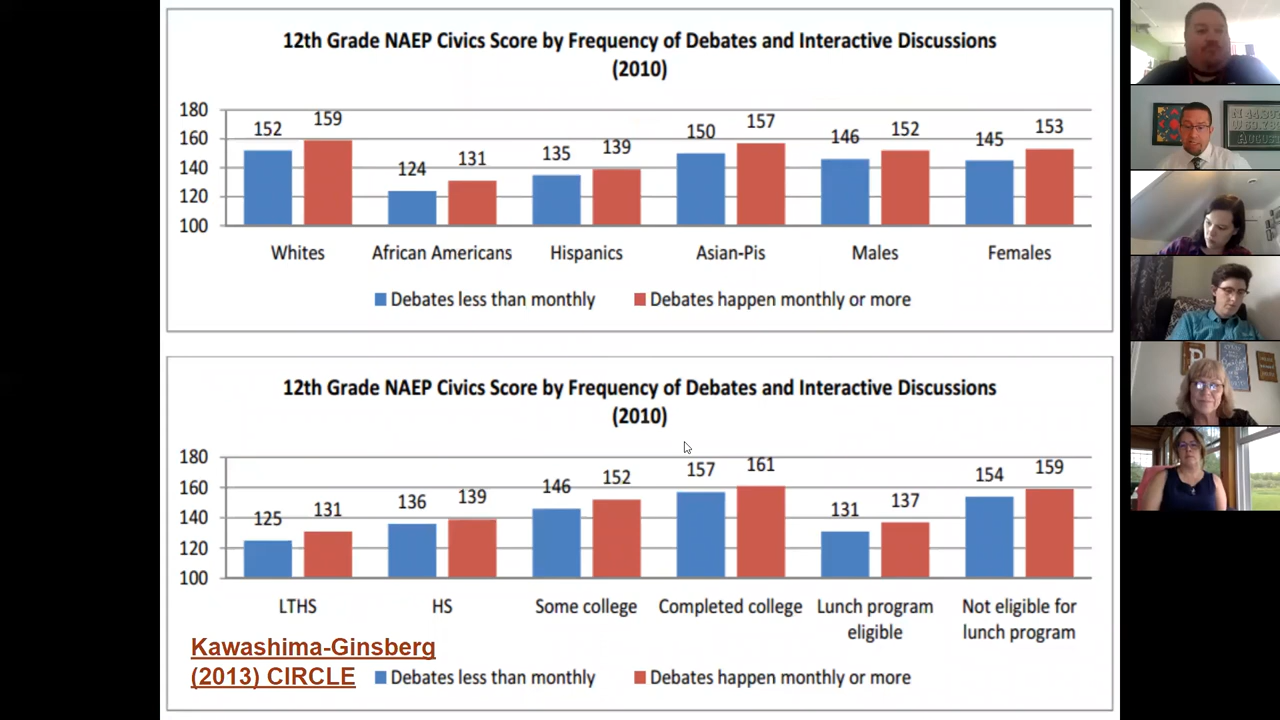 12th Grade NAEP Civics Score by Frequency of Debates and Interactive Discussions
(2010)
180
160
140
120
100
152
159
124
131
135
139
150
157
146
152
145
153
Whites
African Americans
Hispanics
Asian-Pis
Males
Females
Debates less than monthly
Debates happen monthly or more
12th Grade NAEP Civics Score by Frequency of Debates and Interactive Discussions
(2010)
180
160
140
120
100
125
131
136
139
146
152
157
161
131
137
154
159
LTHS
HS
Some college
Completed college
Lunch program
eligible
Not eligible for
lunch program
Kawashima-Ginsberg
(2013) CIRCLE
Debates less than monthly
Debates happen monthly or more